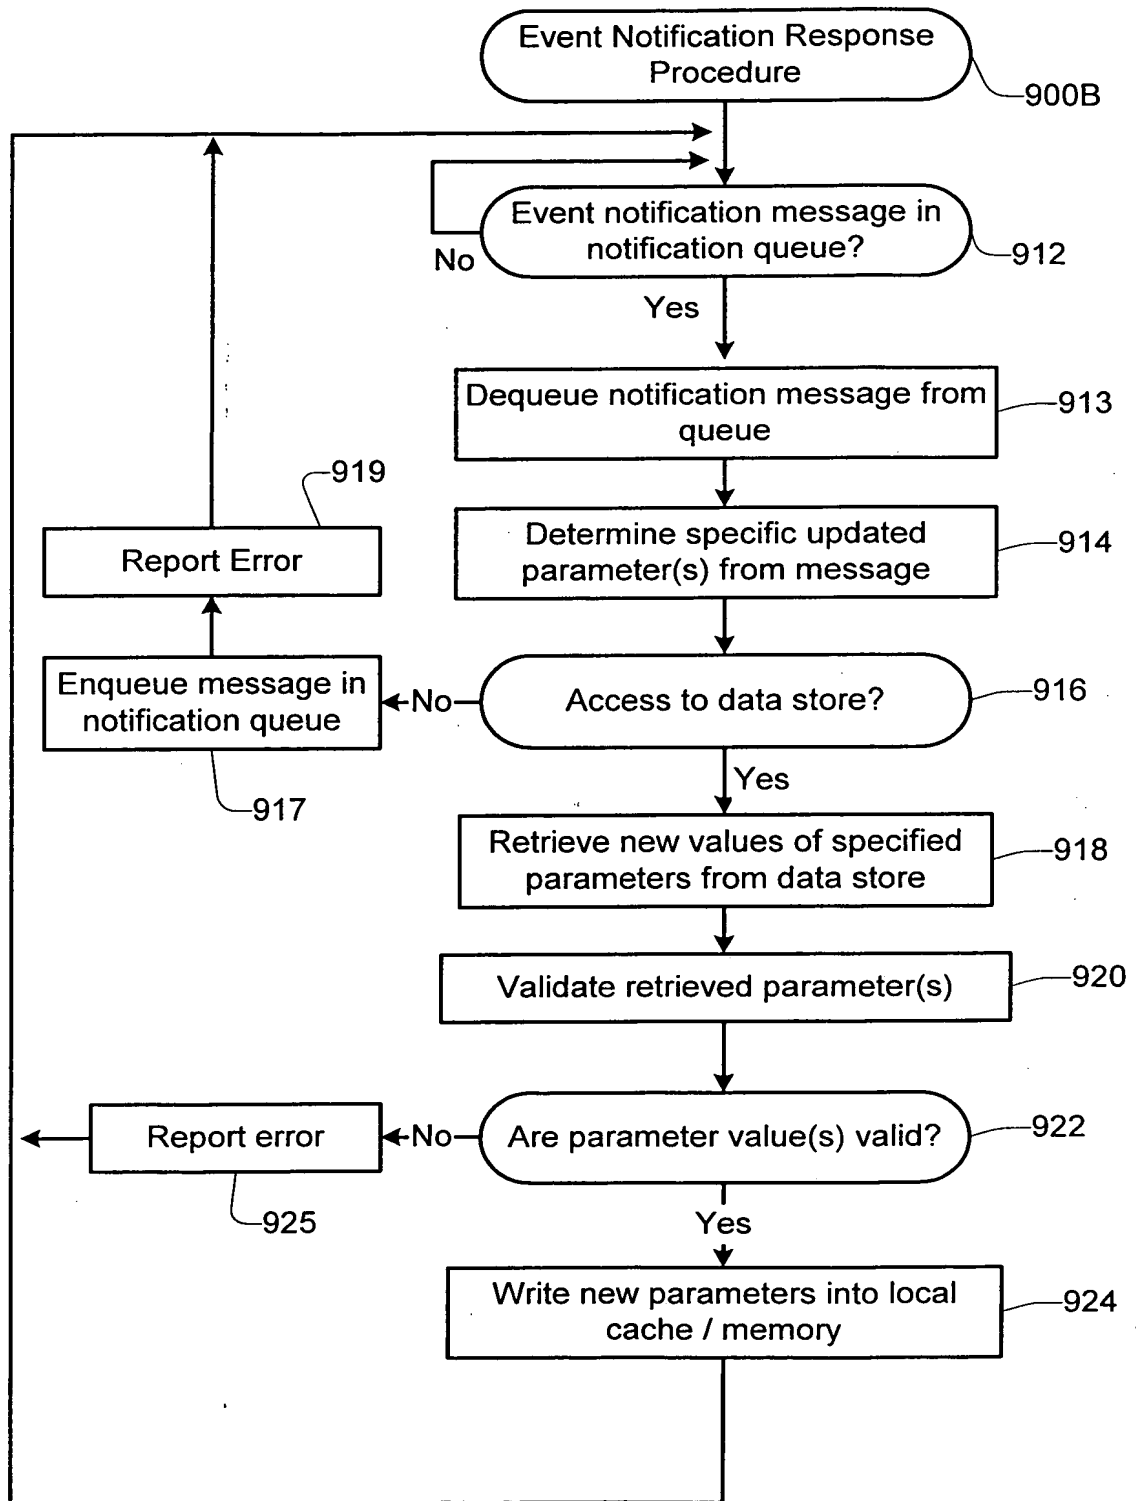 Event Notification Response
Procedure
900B
Event notification message in
notification queue?
912
No
Yes
Dequeue notification message from
queue
913
919
Report Error
Determine specific updated
parameter(s) from message
914
Enqueue message in
notification queue
917
No
Access to data store?
916
Yes
Retrieve new values of specified
parameters from data store
918
Validate retrieved parameter(s)
920
Report error
925
No
Are parameter value(s) valid?
922
Yes
Write new parameters into local
cache / memory
924